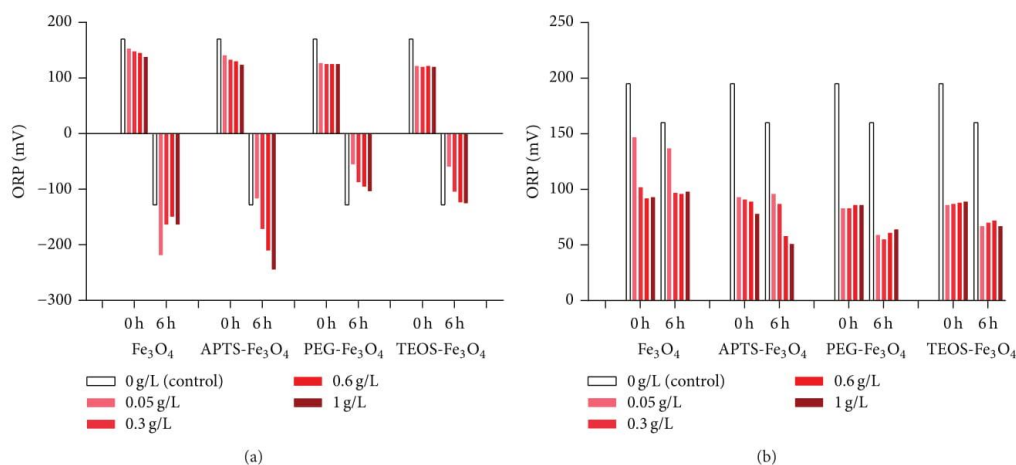 200
100
0
−100
−200
−300
ORP (mV)
0 h 6 h 0 h 6 h 0 h 6 h 0 h 6 h
Fe₃O₄ APTS-Fe₃O₄ PEG-Fe₃O₄ TEOS-Fe₃O₄
0 g/L (control) 0.6 g/L
0.05 g/L 1 g/L
0.3 g/L
(a)
250
200
150
100
50
0
ORP (mV)
0 h 6 h 0 h 6 h 0 h 6 h 0 h 6 h
Fe₃O₄ APTS-Fe₃O₄ PEG-Fe₃O₄ TEOS-Fe₃O₄
0 g/L (control) 0.6 g/L
0.05 g/L 1 g/L
0.3 g/L
(b)